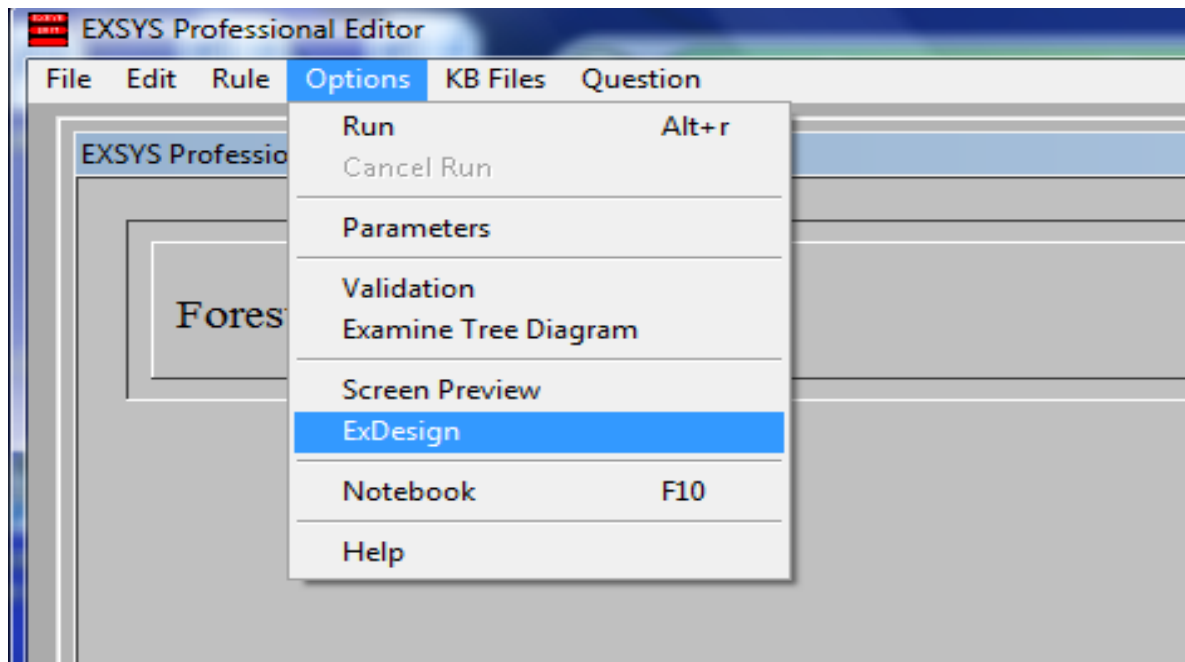 EXSYS Professional Editor
File Edit Rule Options KB Files Question
Run Alt+r
EXSYS Professio
Cancel Run
Parameters
Validation
Fores
Examine Tree Diagram
Screen Preview
ExDesign
Notebook F10
Help